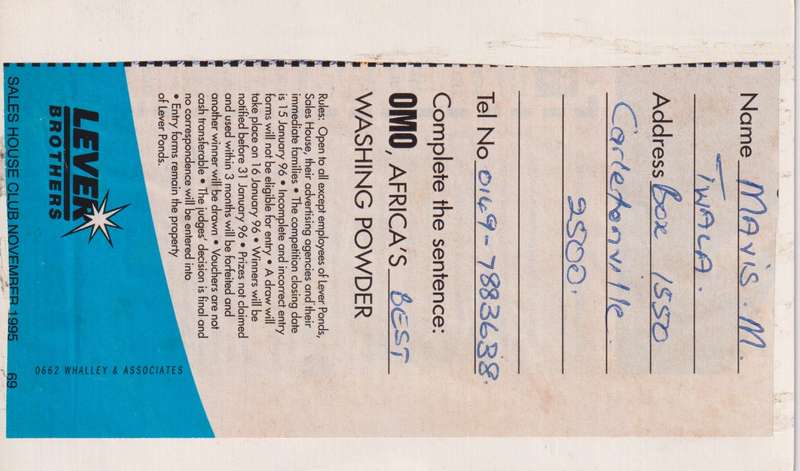 Name MAVIS. M.
TWALA.
Address Box 1550
Carletonville
2500.
Tel No 0149-7883638.
Complete the sentence:
OMO, AFRICA'S BEST
WASHING POWDER
Rules: Open to all except employees of Lever Ponds,
Sales House, their advertising agencies and their
immediate families • The competition closing date
is 15 January 96 • Incomplete and incorrect entry
forms will not be eligible for entry • A draw will
take place on 16 January 96 • Winners will be
notified before 31 January 96 • Prizes not claimed
and used within 3 months will be forfeited and
another winner will be drawn • Vouchers are not
cash transferable • The judges' decision is final and
no correspondence will be entered into
• Entry forms remain the property
of Lever Ponds.
LEVER
BROTHERS
0662 WHALLEY & ASSOCIATES
SALES HOUSE CLUB NOVEMBER 1995 69